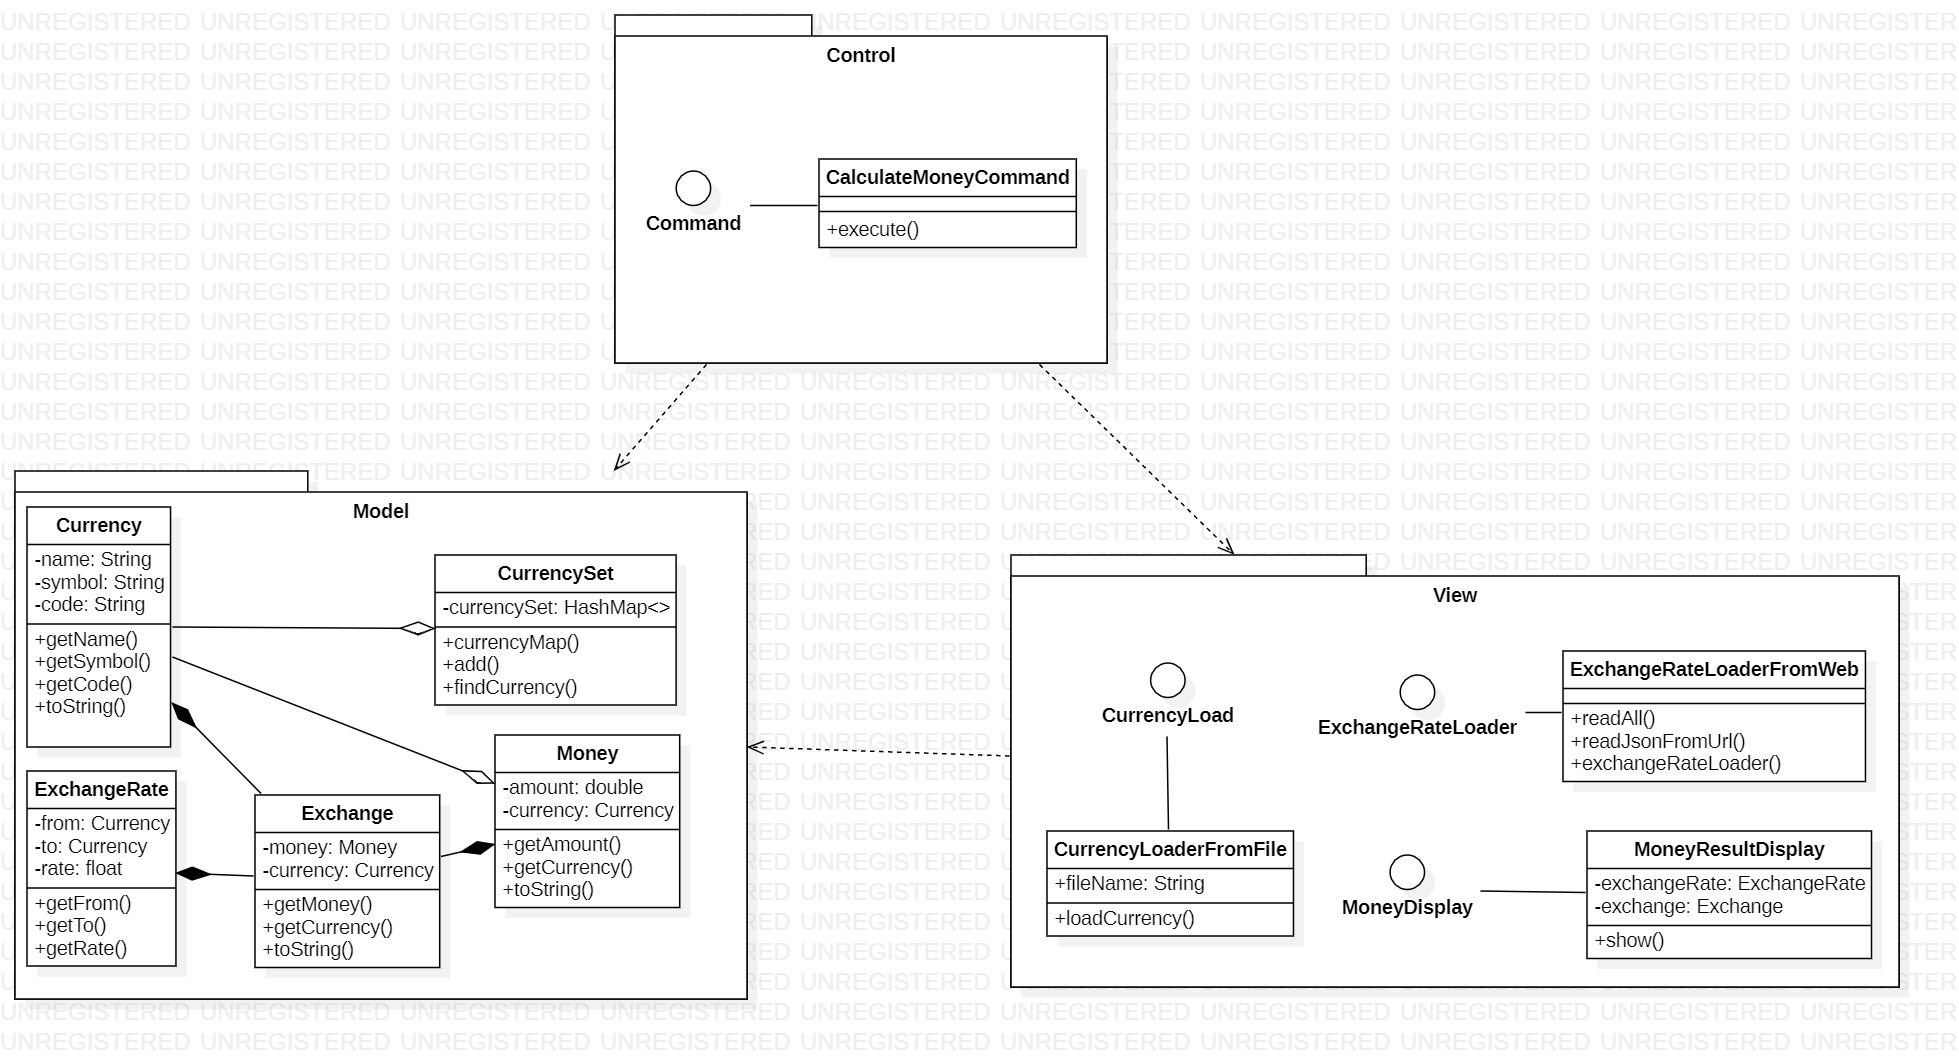 Control
Command
CalculateMoneyCommand
+execute()
Model
Currency
-name: String
-symbol: String
-code: String
+getName()
+getSymbol()
+getCode()
+toString()
CurrencySet
-currencySet: HashMap<>
+currencyMap()
+add()
+findCurrency()
Money
-amount: double
-currency: Currency
+getAmount()
+getCurrency()
+toString()
ExchangeRate
-from: Currency
-to: Currency
-rate: float
+getFrom()
+getTo()
+getRate()
Exchange
-money: Money
-currency: Currency
+getMoney()
+getCurrency()
+toString()
View
CurrencyLoad
ExchangeRateLoader
ExchangeRateLoaderFromWeb
+readAll()
+readJsonFromUrl()
+exchangeRateLoader()
CurrencyLoaderFromFile
+fileName: String
+loadCurrency()
MoneyDisplay
MoneyResultDisplay
-exchangeRate: ExchangeRate
-exchange: Exchange
+show()
UNREGISTERED